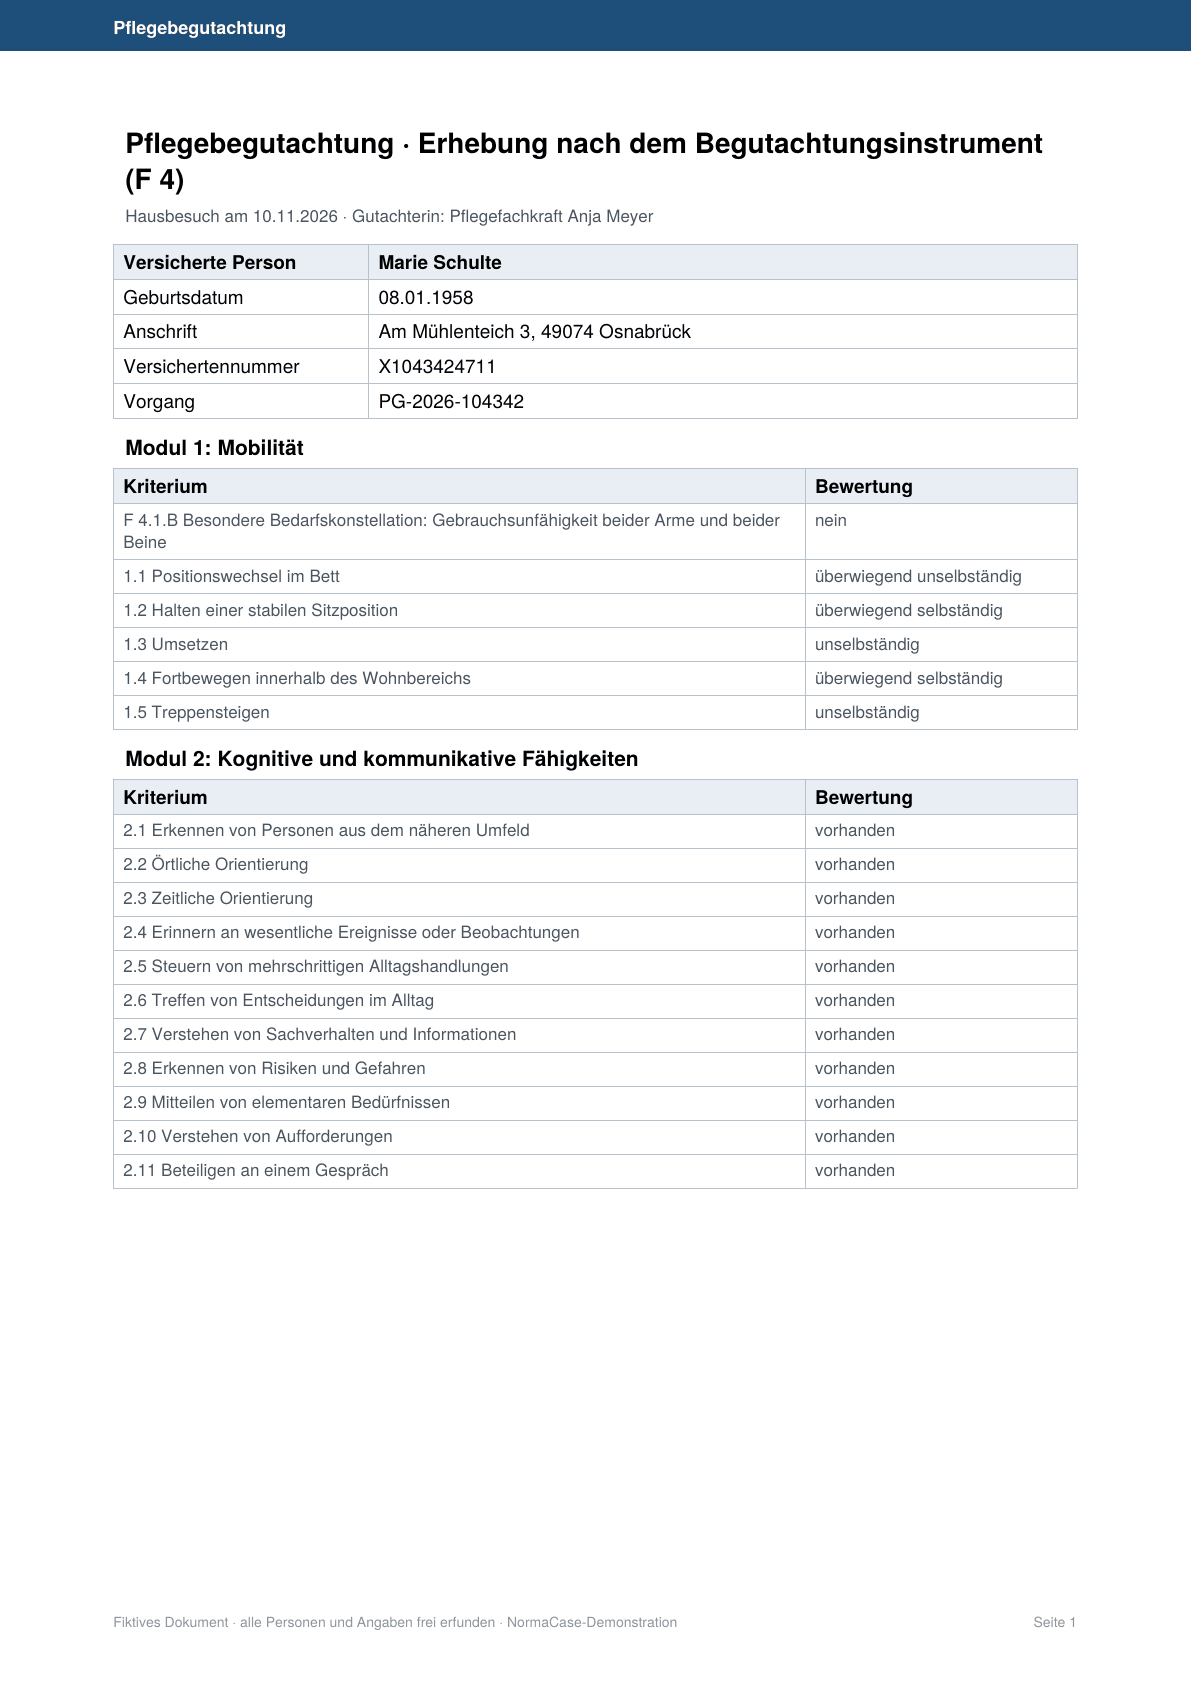 Pflegebegutachtung
Pflegebegutachtung · Erhebung nach dem Begutachtungsinstrument
(F 4)
Hausbesuch am 10.11.2026 · Gutachterin: Pflegefachkraft Anja Meyer
Versicherte Person Marie Schulte
Geburtsdatum 08.01.1958
Anschrift Am Mühlenteich 3, 49074 Osnabrück
Versichertennummer X1043424711
Vorgang PG-2026-104342
Modul 1: Mobilität
Kriterium Bewertung
F 4.1.B Besondere Bedarfskonstellation: Gebrauchsunfähigkeit beider Arme und beider nein
Beine
1.1 Positionswechsel im Bett überwiegend unselbständig
1.2 Halten einer stabilen Sitzposition überwiegend selbständig
1.3 Umsetzen unselbständig
1.4 Fortbewegen innerhalb des Wohnbereichs überwiegend selbständig
1.5 Treppensteigen unselbständig
Modul 2: Kognitive und kommunikative Fähigkeiten
Kriterium Bewertung
2.1 Erkennen von Personen aus dem näheren Umfeld vorhanden
2.2 Örtliche Orientierung vorhanden
2.3 Zeitliche Orientierung vorhanden
2.4 Erinnern an wesentliche Ereignisse oder Beobachtungen vorhanden
2.5 Steuern von mehrschrittigen Alltagshandlungen vorhanden
2.6 Treffen von Entscheidungen im Alltag vorhanden
2.7 Verstehen von Sachverhalten und Informationen vorhanden
2.8 Erkennen von Risiken und Gefahren vorhanden
2.9 Mitteilen von elementaren Bedürfnissen vorhanden
2.10 Verstehen von Aufforderungen vorhanden
2.11 Beteiligen an einem Gespräch vorhanden
Fiktives Dokument · alle Personen und Angaben frei erfunden · NormaCase-Demonstration Seite 1